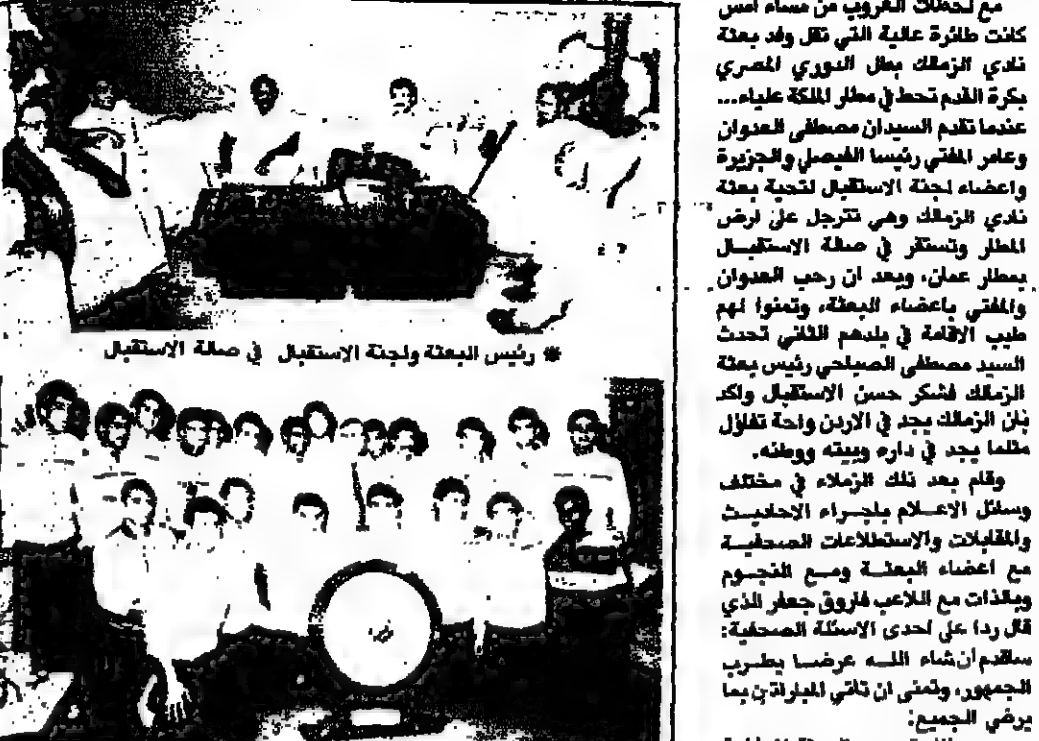 مع لحظات الغروب من مساء امس
كانت طائرة عالية التي نقل وفد بعثة
نادي الزمالك بطل الدوري المصري
بكرة القدم تحط في مطار الملكة علياء...
عندما تقدم السيدان مصطفى العدوان
وعامر المفتي رئيسا الفيصلي والجزيرة
واعضاء لجنة الاستقبال لتحية بعثة
نادي الزمالك وهي تترجل على ارض
المطار وتستقر في صالة الاستقبال
بمطار عمان، وبعد ان رحب العدوان
والمفتي باعضاء البعثة، وتمنوا لهم
طيب الاقامة في بلدهم الثاني تحدث
السيد مصطفى الصباحي رئيس بعثة
الزمالك فشكر حسن الاستقبال واكد
بان الزمالك يجد في الاردن واحة تفاؤل
مثلما يجد في داره وبيته ووطنه.
وقام بعد ذلك الزملاء في مختلف
وسائل الاعلام باجراء الاحاديث
والمقابلات والاستطلاعات الصحفية
مع اعضاء البعثة ومع النجوم
وبالذات مع اللاعب فاروق جعفر الذي
قال ردا على احدى الاسئلة الصحفية:
ساقدم ان شاء الله عرضا يطرب
الجمهور، وتمنى ان تاتي المباراتين بما
يرضي الجميع:
* رئيس البعثة ولجنة الاستقبال في صالة الاستقبال